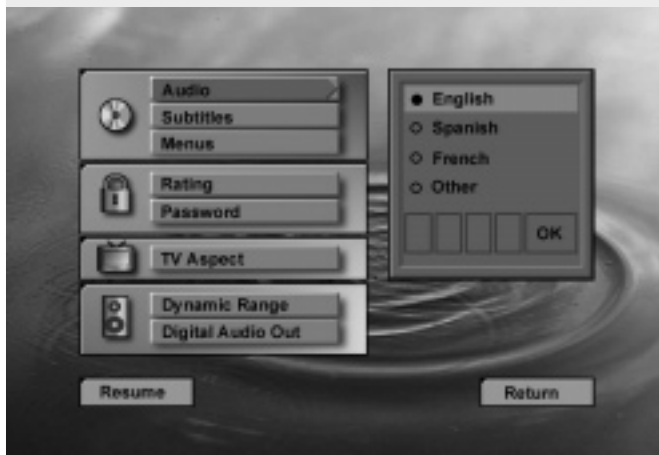 Audio
Subtitles
Menus
Rating
Password
TV Aspect
Dynamic Range
Digital Audio Out
English
Spanish
French
Other
OK
Resume
Return